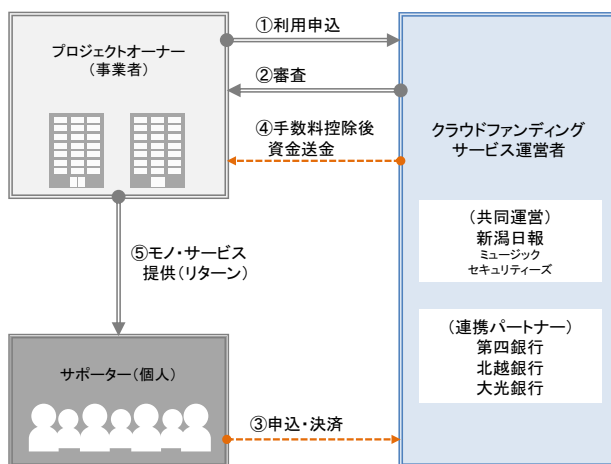 プロジェクトオーナー
(事業者)
①利用申込
②審査
④手数料控除後
資金送金
クラウドファンディング
サービス運営者
(共同運営)
新潟日報
ミュージック
セキュリティーズ
(連携パートナー)
第四銀行
北越銀行
大光銀行
⑤モノ・サービス
提供(リターン)
サポーター(個人)
③申込・決済